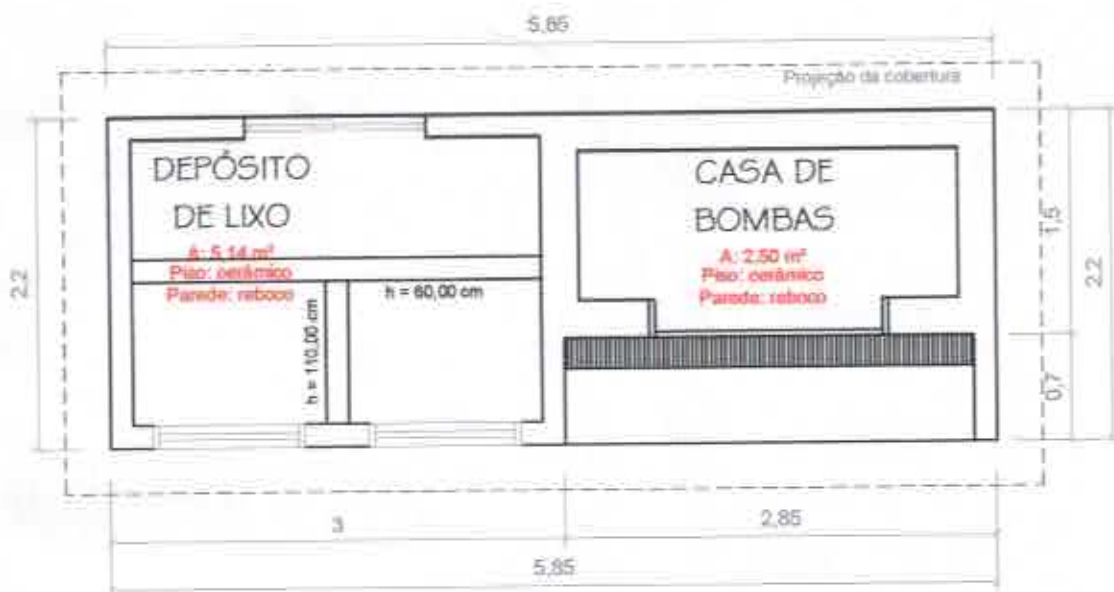 5,85
Projeção da cobertura
DEPÓSITO
DE LIXO
A: 5,14 m²
Piso: cerâmico
Parede: reboco
h = 60,00 cm
h = 110,00 cm
CASA DE
BOMBAS
A: 2,50 m²
Piso: cerâmico
Parede: reboco
2,2
1,5
2,2
0,7
3
2,85
5,85